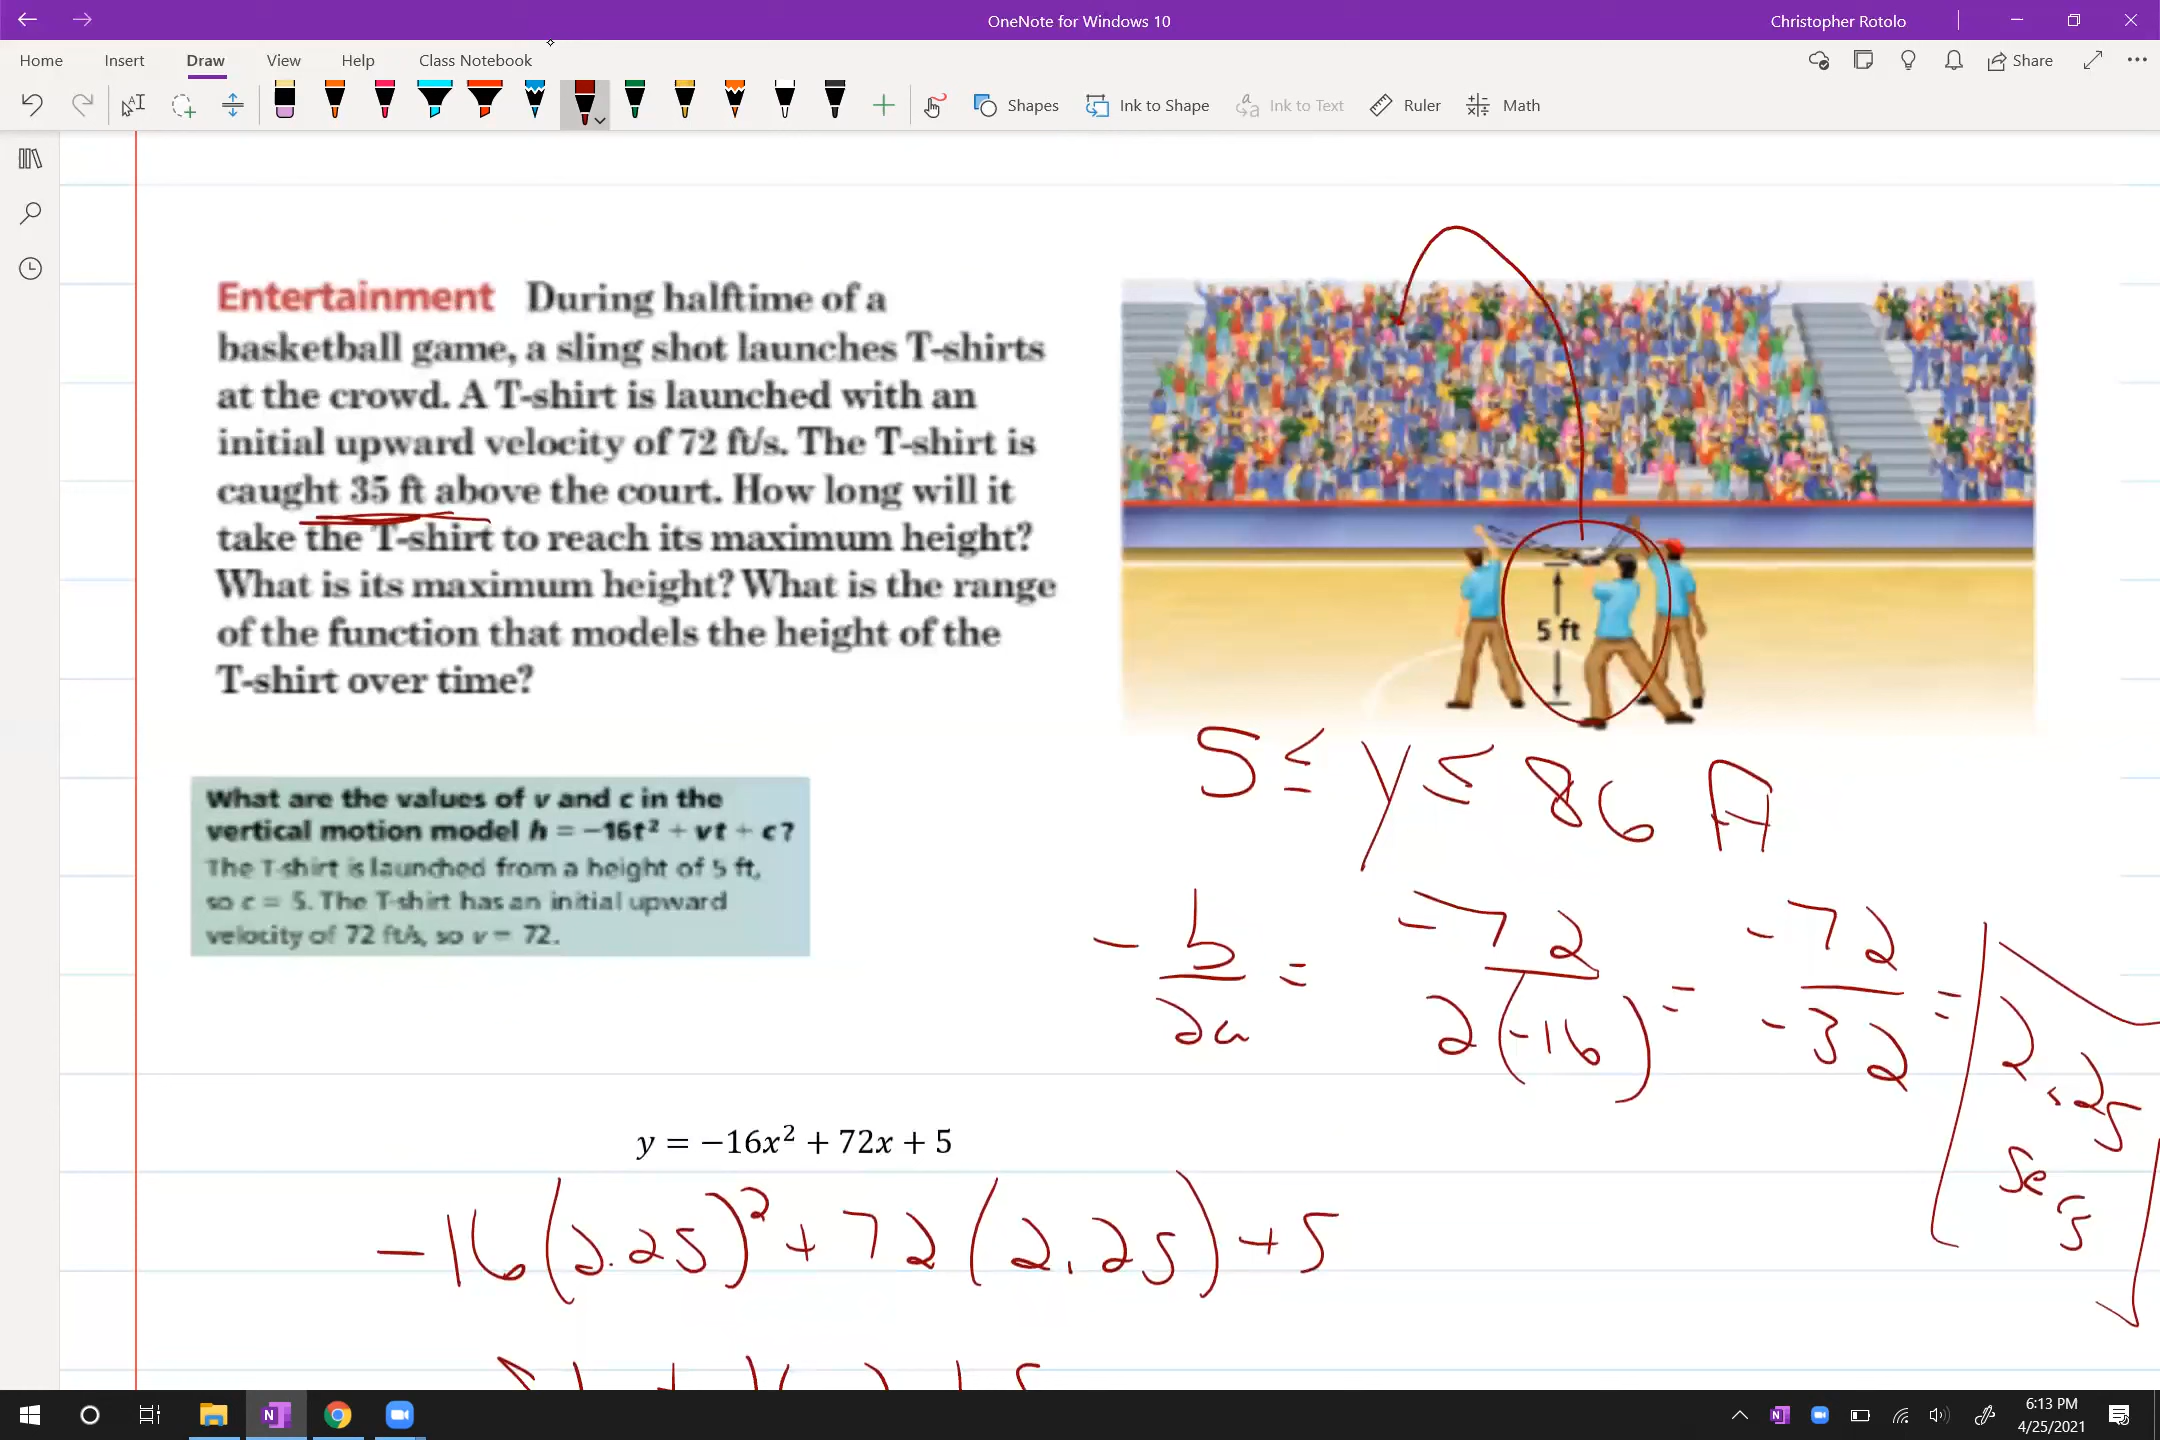 OneNote for Windows 10
Christopher Rotolo
Home Insert Draw View Help Class Notebook
Share
Shapes Ink to Shape Ink to Text Ruler Math
Entertainment During halftime of a
basketball game, a sling shot launches T-shirts
at the crowd. A T-shirt is launched with an
initial upward velocity of 72 ft/s. The T-shirt is
caught 35 ft above the court. How long will it
take the T-shirt to reach its maximum height?
What is its maximum height? What is the range
of the function that models the height of the
T-shirt over time?
5 ft
5 ≤ y ≤ 86 ft
What are the values of v and c in the
vertical motion model h = −16t² + vt + c?
The T-shirt is launched from a height of 5 ft,
so c = 5. The T-shirt has an initial upward
velocity of 72 ft/s, so v = 72.
- b/2a = -72/2(-16) = -72/-32 = 2.25
sec
y = −16x² + 72x + 5
-16(2.25)² + 72(2.25) + 5
6:13 PM
4/25/2021